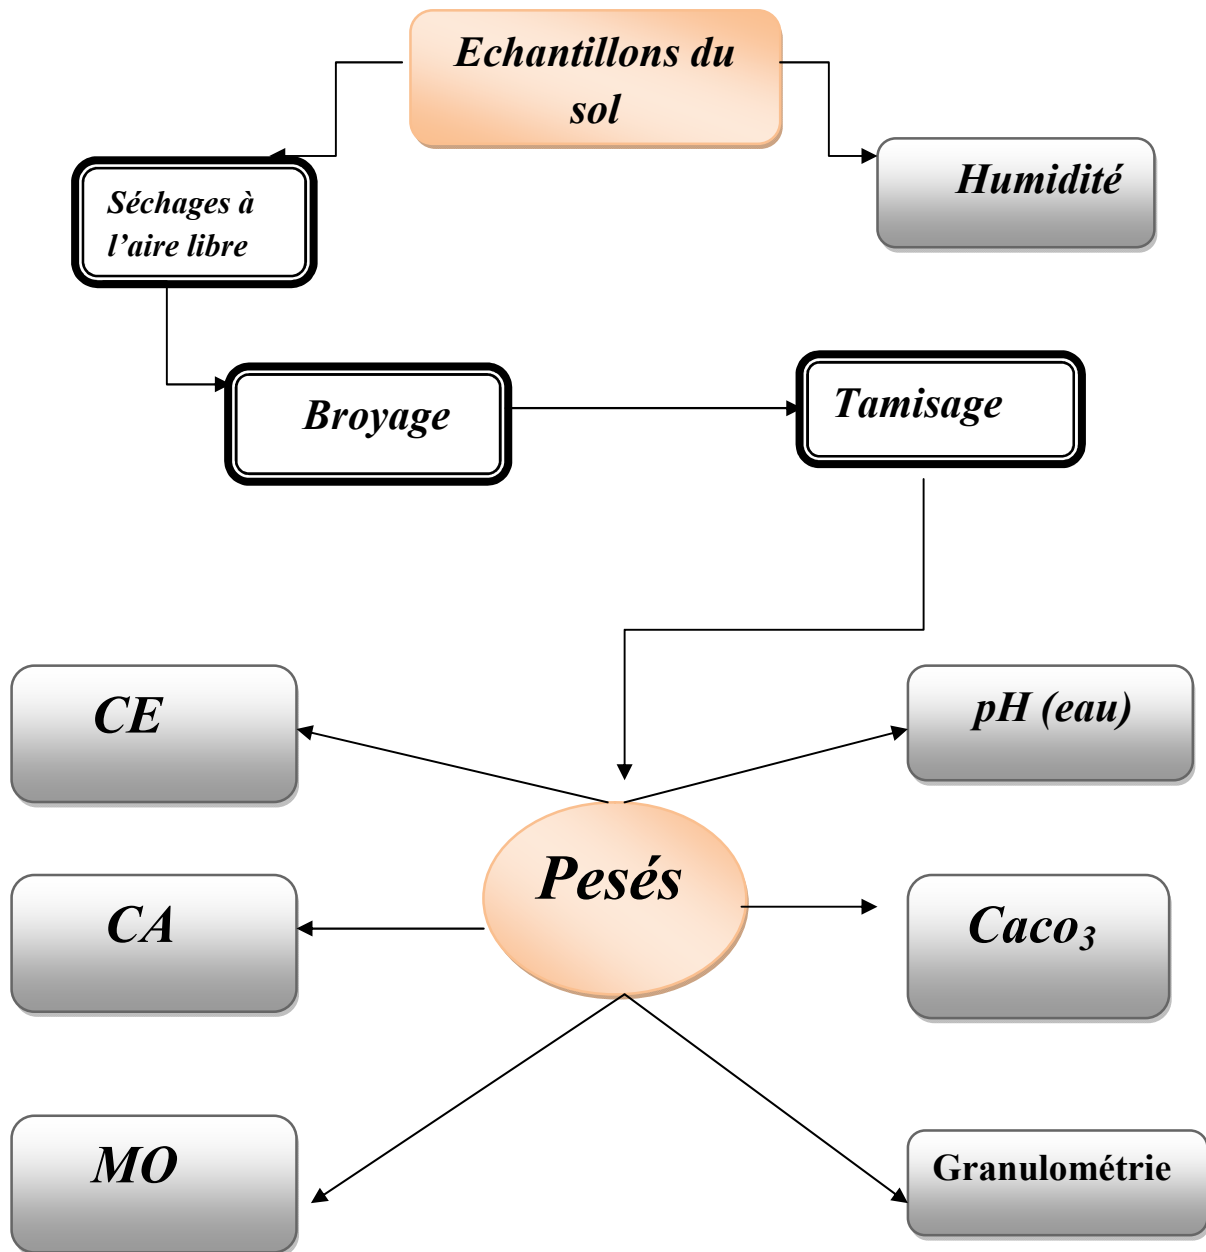 Echantillons du
sol
Humidité
Séchages à
l'aire libre
Broyage
Tamisage
CE
pH (eau)
Pesés
CA
Caco₃
MO
Granulométrie